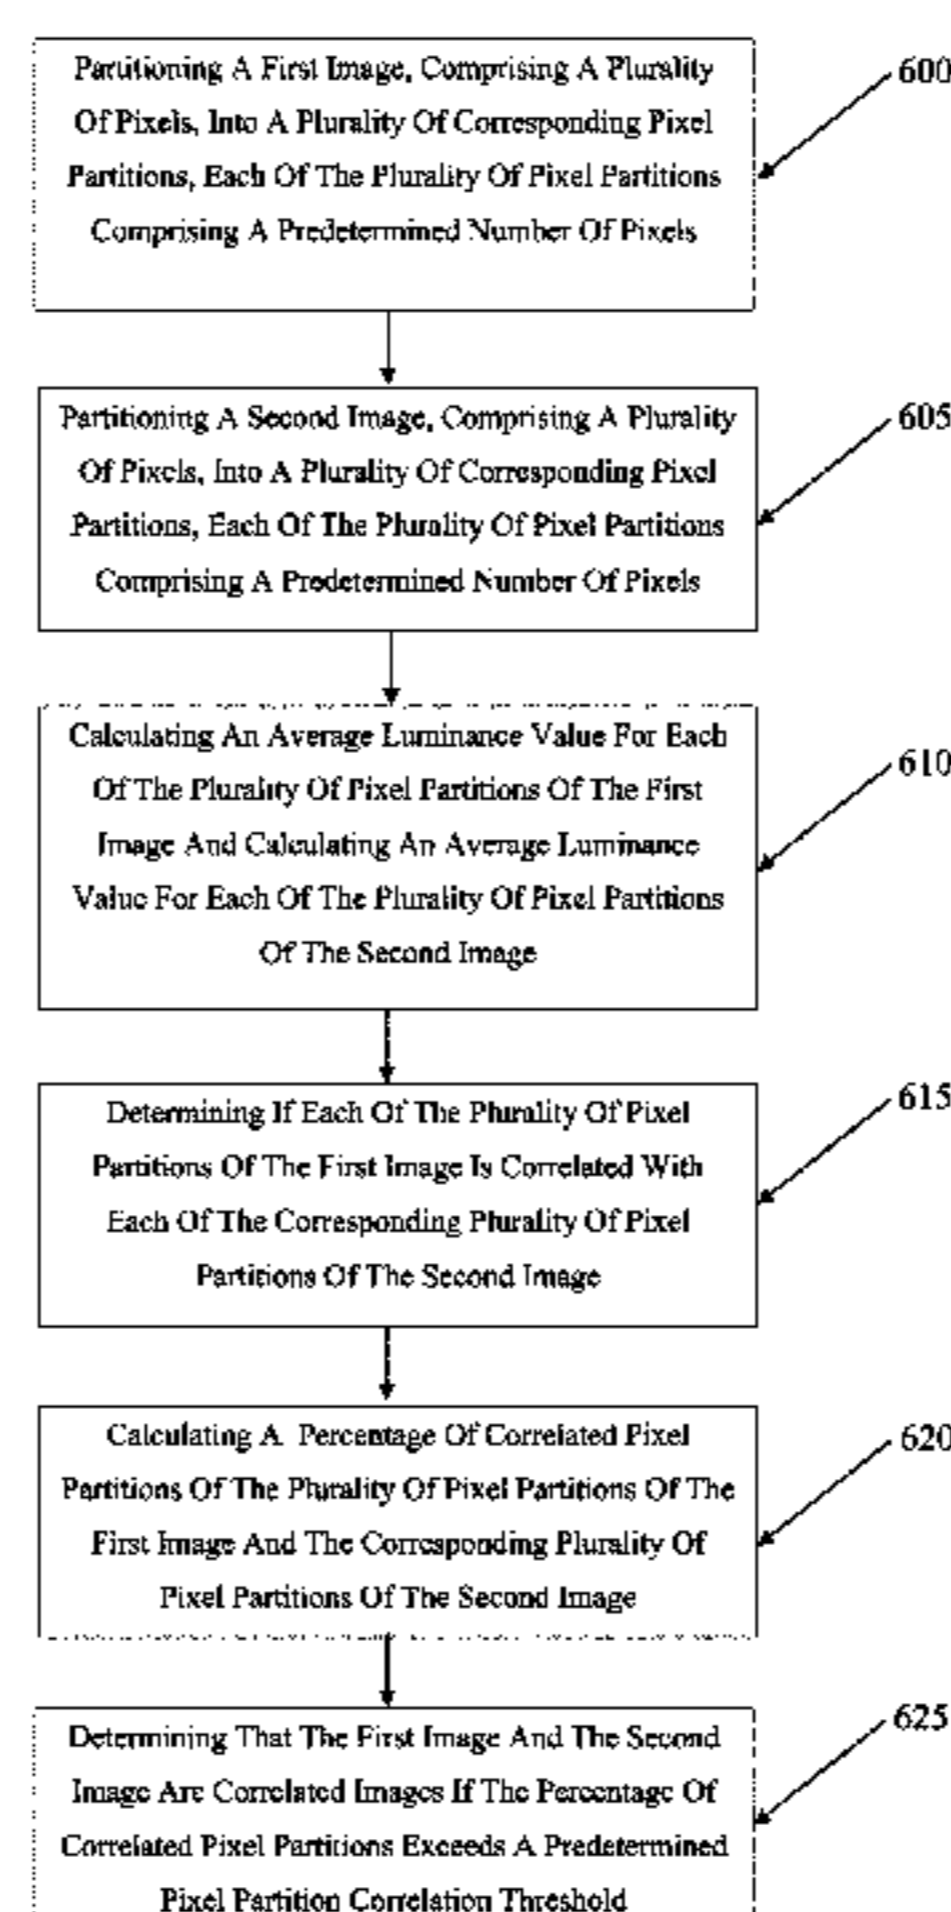 Partitioning A First Image, Comprising A Plurality
Of Pixels, Into A Plurality Of Corresponding Pixel
Partitions, Each Of The Plurality Of Pixel Partitions
Comprising A Predetermined Number Of Pixels
600
Partitioning A Second Image, Comprising A Plurality
Of Pixels, Into A Plurality Of Corresponding Pixel
Partitions, Each Of The Plurality Of Pixel Partitions
Comprising A Predetermined Number Of Pixels
605
Calculating An Average Luminance Value For Each
Of The Plurality Of Pixel Partitions Of The First
Image And Calculating An Average Luminance
Value For Each Of The Plurality Of Pixel Partitions
Of The Second Image
610
Determining If Each Of The Plurality Of Pixel
Partitions Of The First Image Is Correlated With
Each Of The Corresponding Plurality Of Pixel
Partitions Of The Second Image
615
Calculating A Percentage Of Correlated Pixel
Partitions Of The Plurality Of Pixel Partitions Of The
First Image And The Corresponding Plurality Of
Pixel Partitions Of The Second Image
620
Determining That The First Image And The Second
Image Are Correlated Images If The Percentage Of
Correlated Pixel Partitions Exceeds A Predetermined
Pixel Partition Correlation Threshold
625